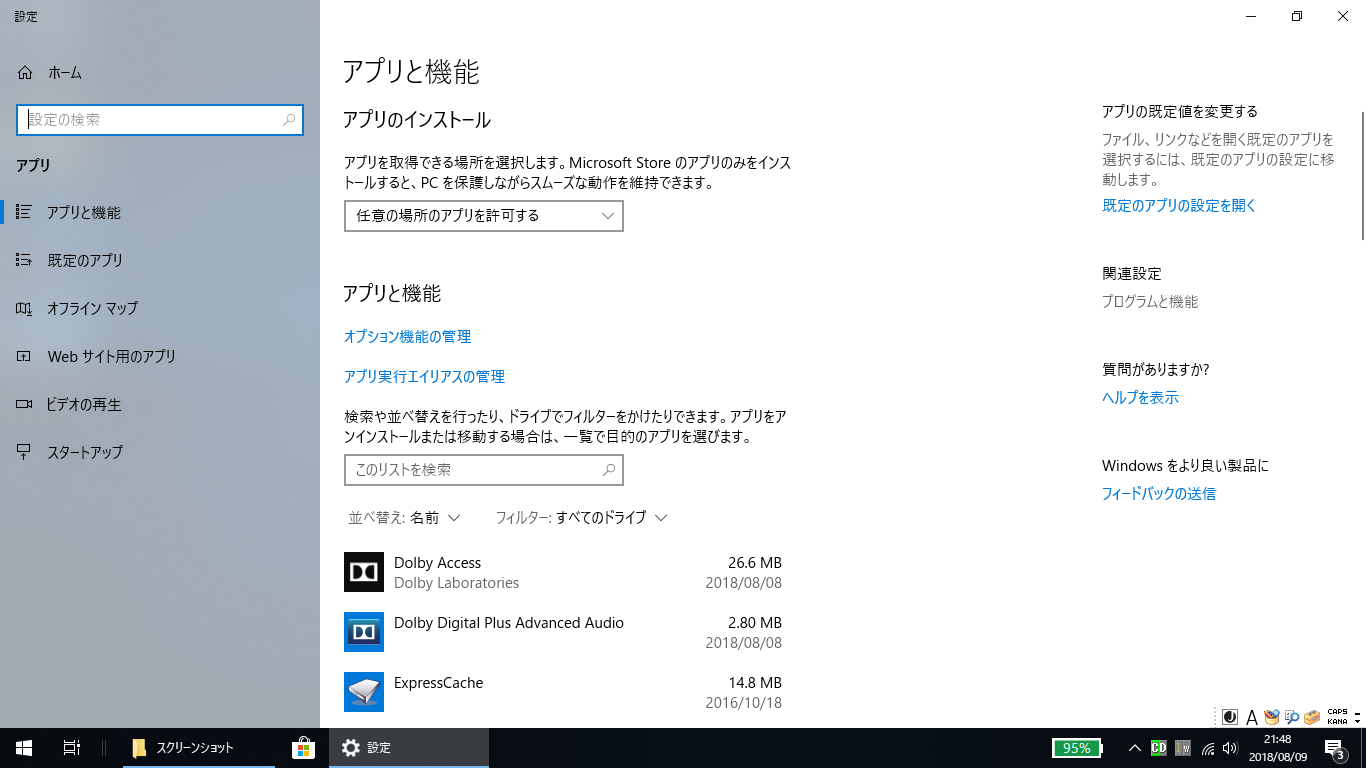 設定
ホーム
設定の検索
アプリ
アプリと機能
既定のアプリ
オフライン マップ
Web サイト用のアプリ
ビデオの再生
スタートアップ
アプリと機能
アプリのインストール
アプリを取得できる場所を選択します。Microsoft Store のアプリのみをインス
トールすると、PC を保護しながらスムーズな動作を維持できます。
任意の場所のアプリを許可する
アプリと機能
オプション機能の管理
アプリ実行エイリアスの管理
検索や並べ替えを行ったり、ドライブでフィルターをかけたりできます。アプリをア
ンインストールまたは移動する場合は、一覧で目的のアプリを選びます。
このリストを検索
並べ替え: 名前 フィルター: すべてのドライブ
Dolby Access 26.6 MB
Dolby Laboratories 2018/08/08
Dolby Digital Plus Advanced Audio 2.80 MB
2018/08/08
ExpressCache 14.8 MB
2016/10/18
アプリの既定値を変更する
ファイル、リンクなどを開く既定のアプリを
選択するには、既定のアプリの設定に移
動します。
既定のアプリの設定を開く
関連設定
プログラムと機能
質問がありますか?
ヘルプを表示
Windows をより良い製品に
フィードバックの送信
A CAPS
KANA
スクリーンショット
設定
95%
CD
21:48
2018/08/09
3